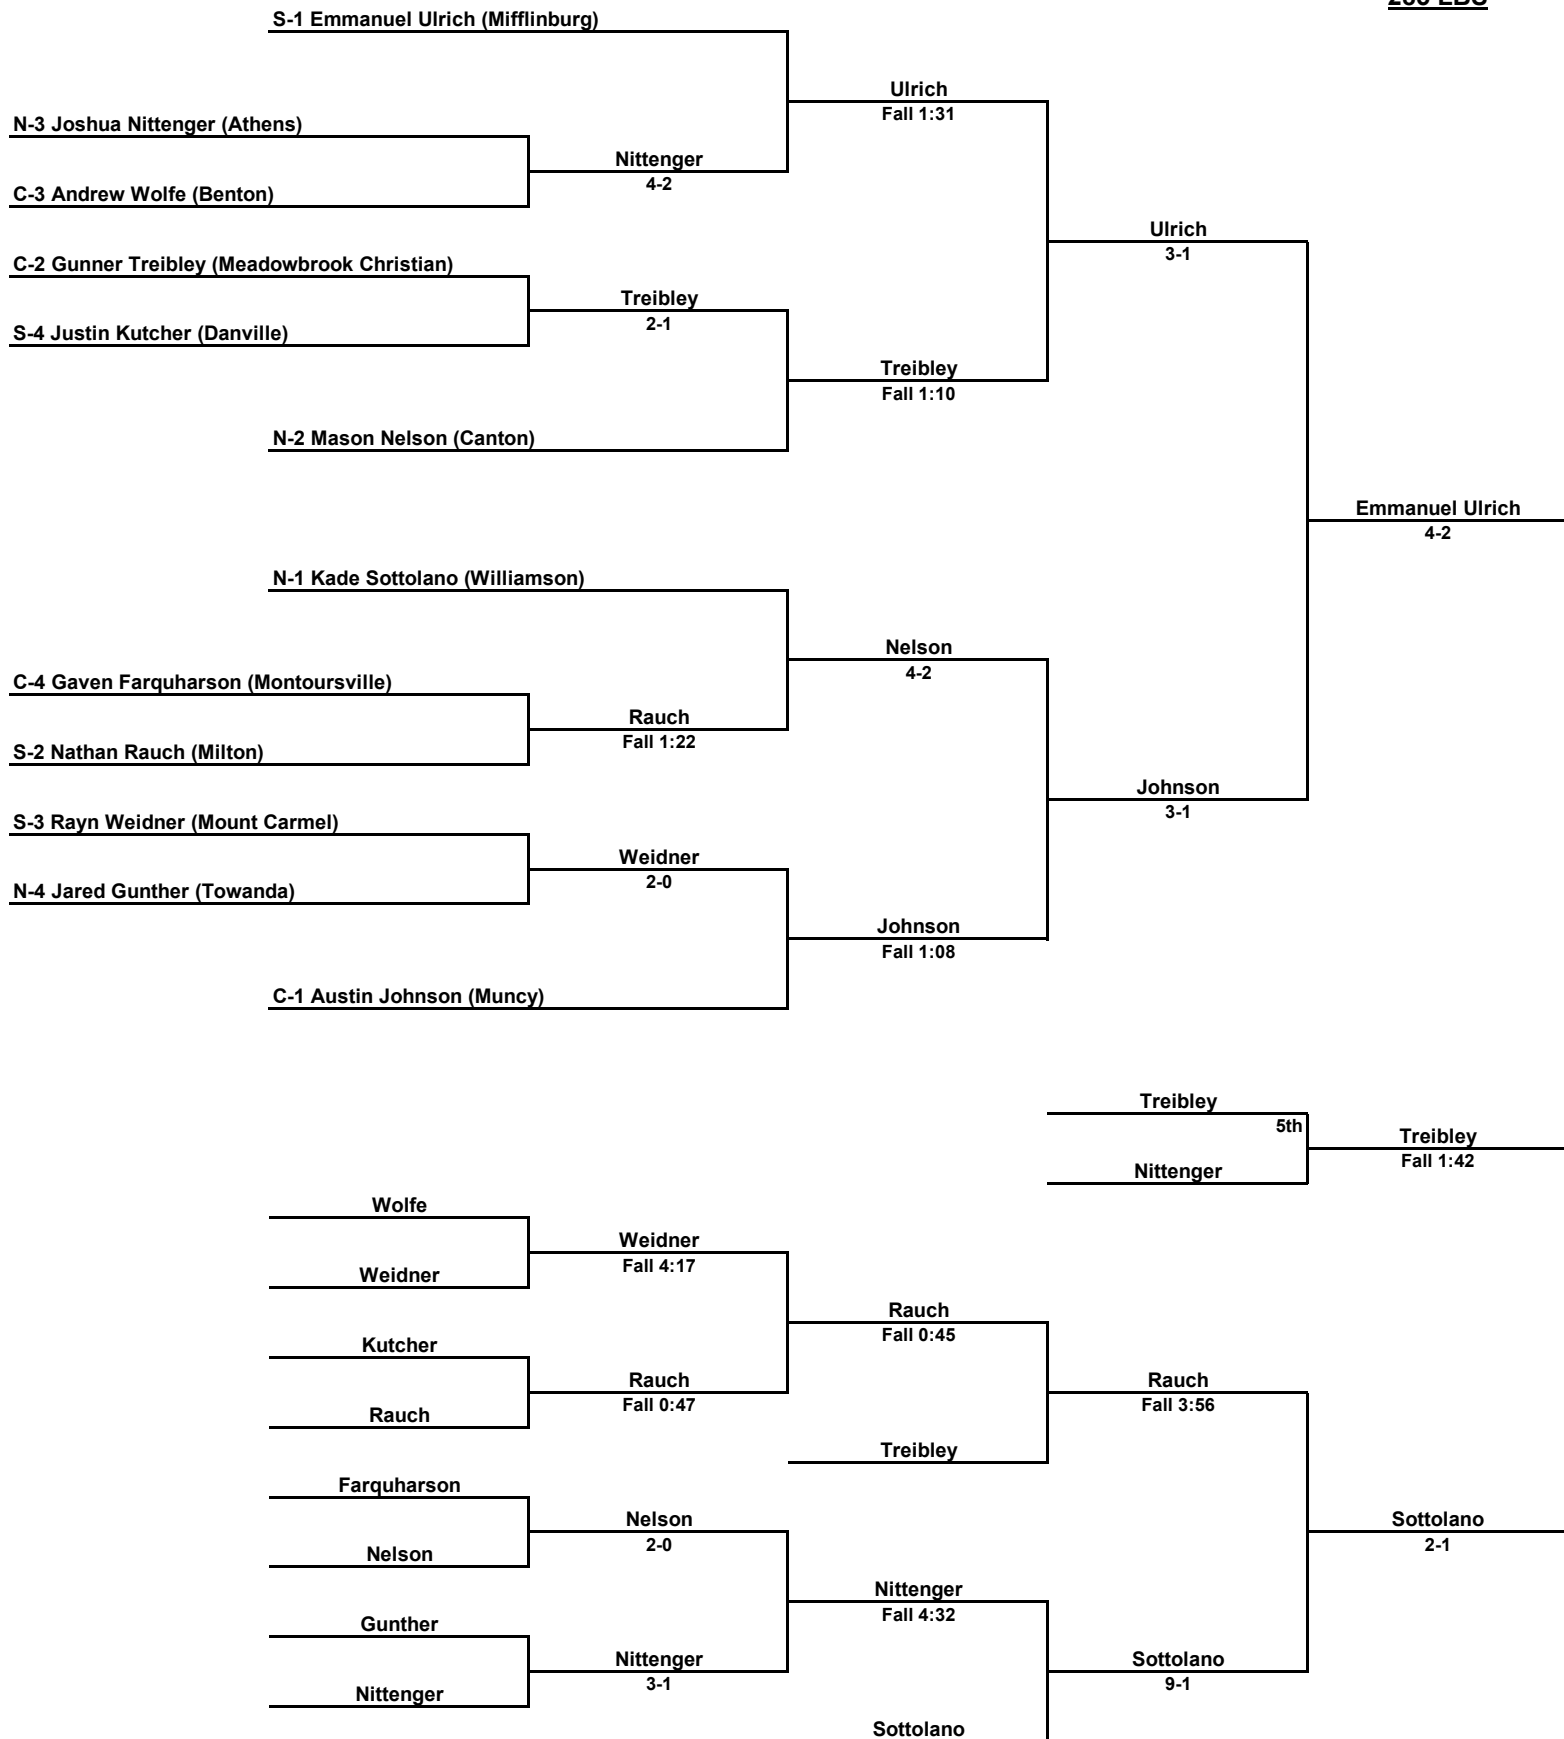 S-1 Emmanuel Ulrich (Mifflinburg)
Ulrich
Fall 1:31
N-3 Joshua Nittenger (Athens)
Nittenger
4-2
C-3 Andrew Wolfe (Benton)
Ulrich
3-1
C-2 Gunner Treibley (Meadowbrook Christian)
Treibley
2-1
S-4 Justin Kutcher (Danville)
Treibley
Fall 1:10
N-2 Mason Nelson (Canton)
Emmanuel Ulrich
4-2
N-1 Kade Sottolano (Williamson)
Nelson
4-2
C-4 Gaven Farquharson (Montoursville)
Rauch
Fall 1:22
S-2 Nathan Rauch (Milton)
Johnson
3-1
S-3 Rayn Weidner (Mount Carmel)
Weidner
2-0
N-4 Jared Gunther (Towanda)
Johnson
Fall 1:08
C-1 Austin Johnson (Muncy)
Treibley
5th
Treibley
Fall 1:42
Nittenger
Wolfe
Weidner
Fall 4:17
Weidner
Rauch
Fall 0:45
Kutcher
Rauch
Fall 0:47
Rauch
Fall 3:56
Rauch
Treibley
Farquharson
Nelson
2-0
Sottolano
2-1
Nelson
Nittenger
Fall 4:32
Gunther
Nittenger
3-1
Sottolano
9-1
Nittenger
Sottolano